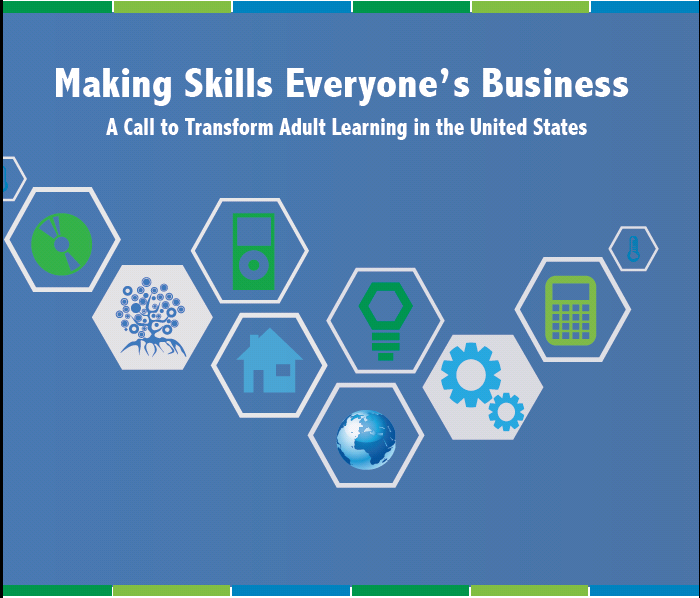 Making Skills Everyone’s Business
A Call to Transform Adult Learning in the United States